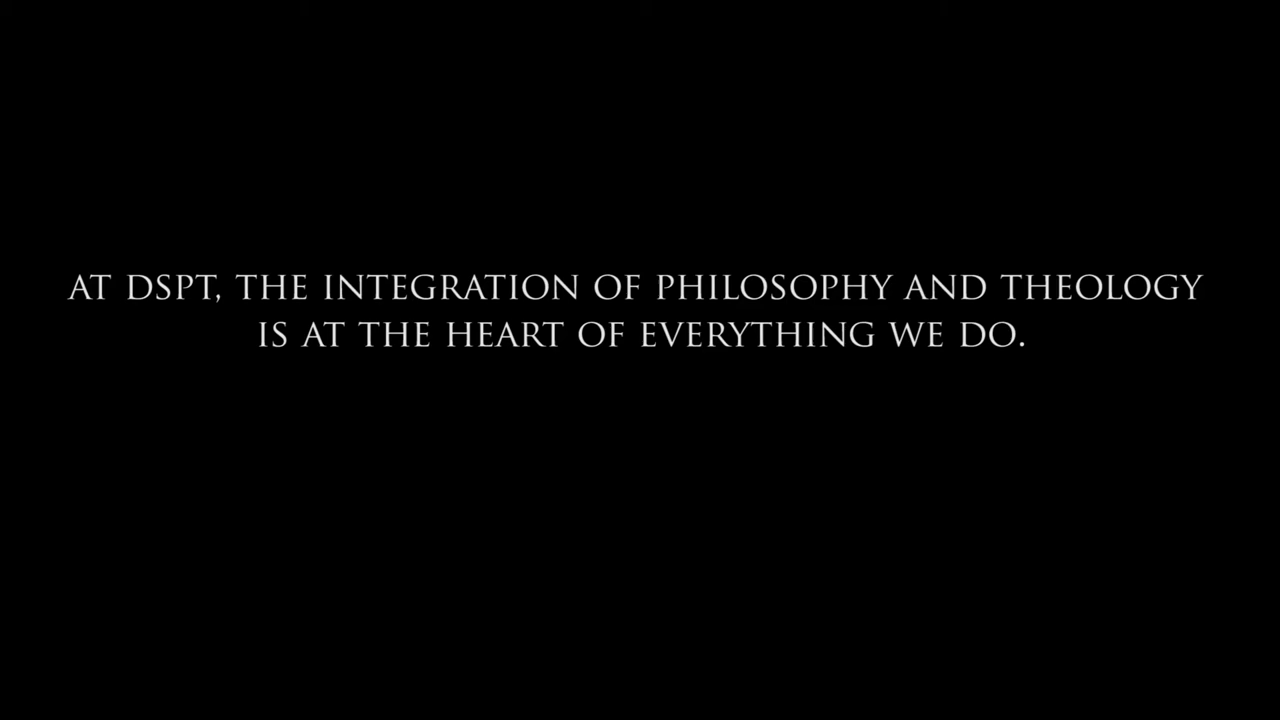 AT DSPT, THE INTEGRATION OF PHILOSOPHY AND THEOLOGY
IS AT THE HEART OF EVERYTHING WE DO.